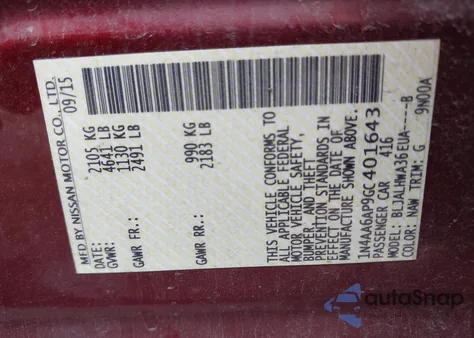 MFD BY NISSAN MOTOR CO., LTD.
DATE: 09/15
GVWR: 2105 KG
4641 LB
GAWR FR: 1130 KG
2491 LB
GAWR RR: 990 KG
2183 LB
THIS VEHICLE CONFORMS TO
ALL APPLICABLE FEDERAL
MOTOR VEHICLE SAFETY,
BUMPER, AND THEFT
PREVENTION STANDARDS IN
EFFECT ON THE DATE OF
MANUFACTURE SHOWN ABOVE.
1N4AA6AP9GC401643
PASSENGER CAR 416
MODEL: BLJALHWA36EUA----B
COLOR: NAW TRIM: G 9N00A
autoSnap